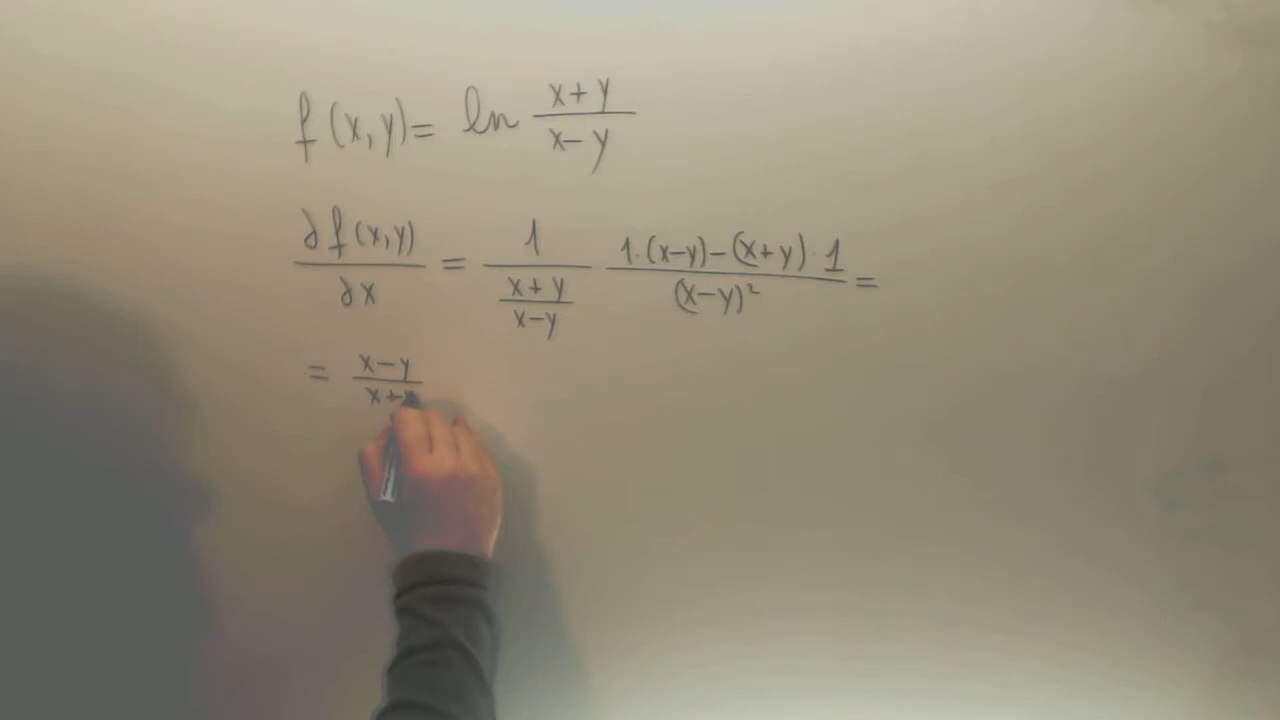 f(x,y) = ln (x+y)/(x-y)
∂f(x,y)/∂x = 1/((x+y)/(x-y)) (1·(x-y)-(x+y)·1)/(x-y)² =
= (x-y)/(x+